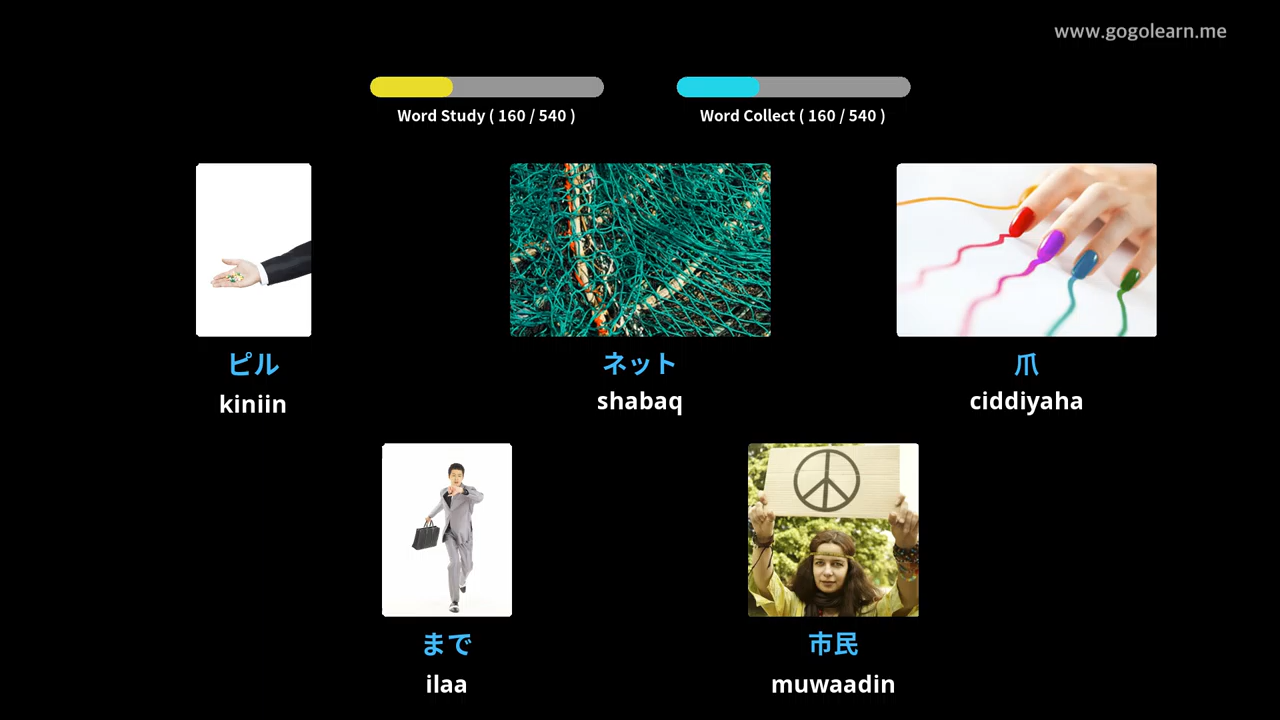 www.gogolearn.me
Word Study ( 160 / 540 )
Word Collect ( 160 / 540 )
ピル
kiniin
ネット
shabaq
爪
ciddiyaha
まで
ilaa
市民
muwaadin